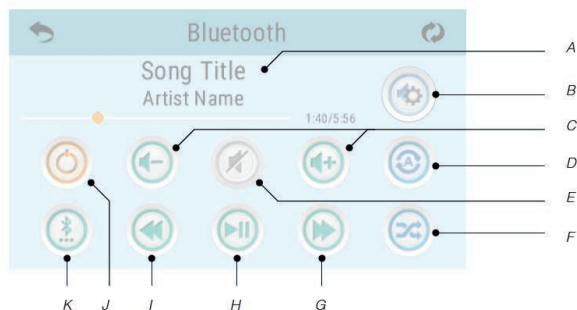 Bluetooth
Song Title
Artist Name
1:40/5:56
A
B
C
D
E
F
K J I H G